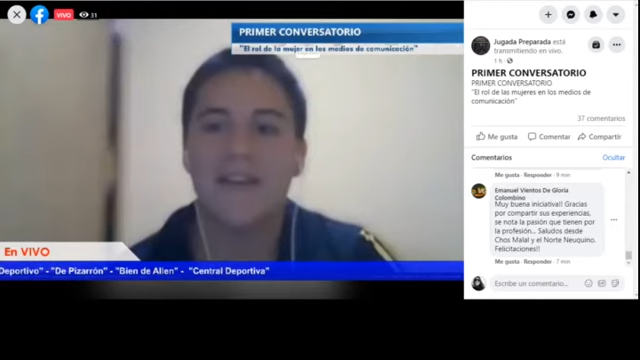 VIVO
31
PRIMER CONVERSATORIO
"El rol de la mujer en los medios de comunicación"
En VIVO
Deportivo" - "De Pizarrón" - "Bien de Allen" - "Central Deportiva"
Jugada Preparada está
transmitiendo en vivo.
1 h
PRIMER CONVERSATORIO
PRIMER CONVERSATORIO
"El rol de las mujeres en los medios de
comunicación"
37 comentarios
Me gusta
Comentar
Compartir
Comentarios
Ocultar
Me gusta · Responder · 9 min
Emanuel Vientos De Gloria
Colombino
Muy buena iniciativa!! Gracias
por compartir sus experiencias,
se nota la pasión que tienen por
la profesión... Saludos desde
Chos Malal y el Norte Neuquino.
Felicitaciones!!
Me gusta · Responder · 7 min
Escribe un comentario...